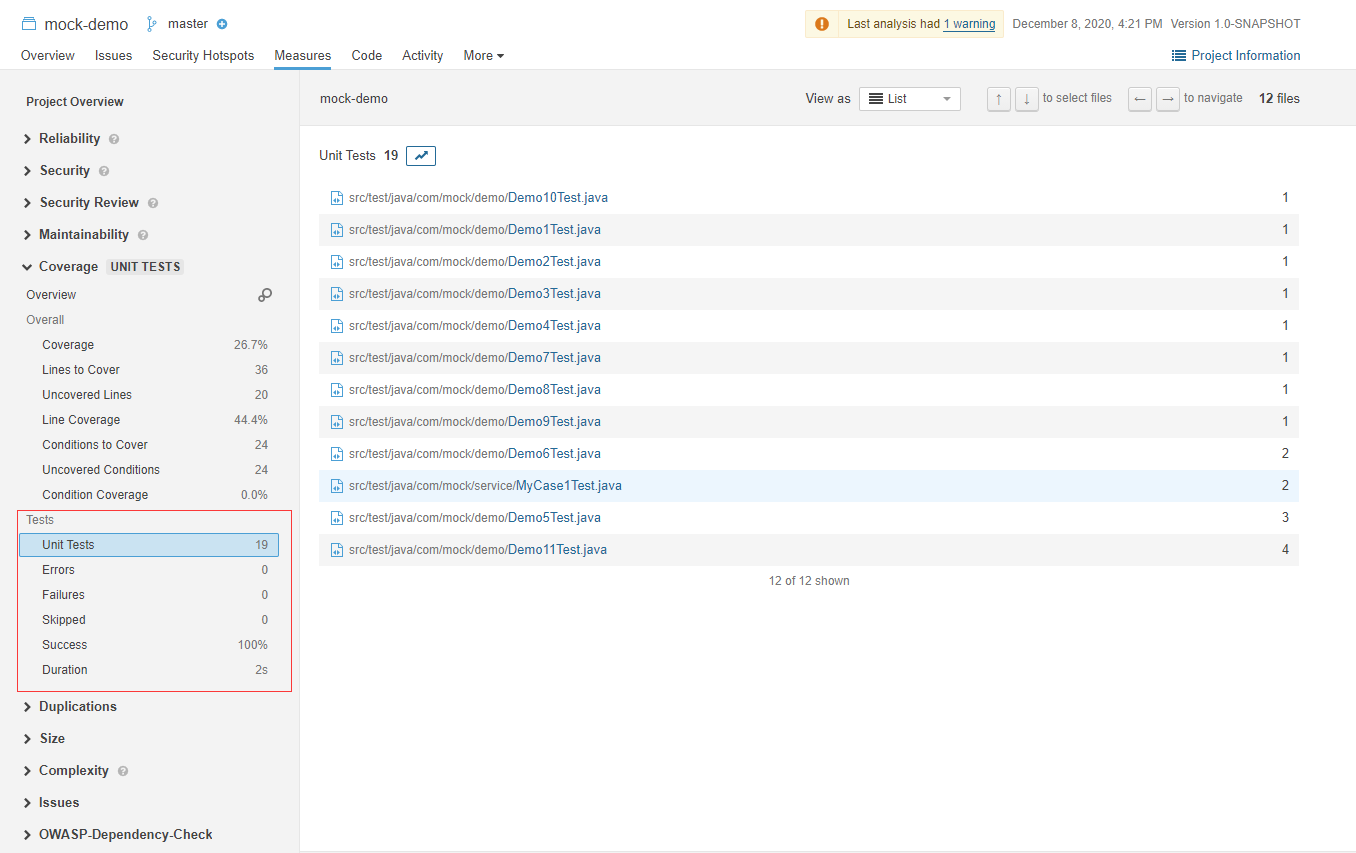 mock-demo master Last analysis had 1 warning December 8, 2020, 4:21 PM Version 1.0-SNAPSHOT
Overview Issues Security Hotspots Measures Code Activity More Project Information
Project Overview
Reliability ?
Security ?
Security Review ?
Maintainability ?
Coverage UNIT TESTS
Overview
Overall
Coverage 26.7%
Lines to Cover 36
Uncovered Lines 20
Line Coverage 44.4%
Conditions to Cover 24
Uncovered Conditions 24
Condition Coverage 0.0%
Tests
Unit Tests 19
Errors 0
Failures 0
Skipped 0
Success 100%
Duration 2s
Duplications
Size
Complexity ?
Issues
OWASP-Dependency-Check
mock-demo View as List ↑ ↓ to select files ← → to navigate 12 files
Unit Tests 19
src/test/java/com/mock/demo/Demo10Test.java 1
src/test/java/com/mock/demo/Demo1Test.java 1
src/test/java/com/mock/demo/Demo2Test.java 1
src/test/java/com/mock/demo/Demo3Test.java 1
src/test/java/com/mock/demo/Demo4Test.java 1
src/test/java/com/mock/demo/Demo7Test.java 1
src/test/java/com/mock/demo/Demo8Test.java 1
src/test/java/com/mock/demo/Demo9Test.java 1
src/test/java/com/mock/demo/Demo6Test.java 2
src/test/java/com/mock/service/MyCase1Test.java 2
src/test/java/com/mock/demo/Demo5Test.java 3
src/test/java/com/mock/demo/Demo11Test.java 4
12 of 12 shown